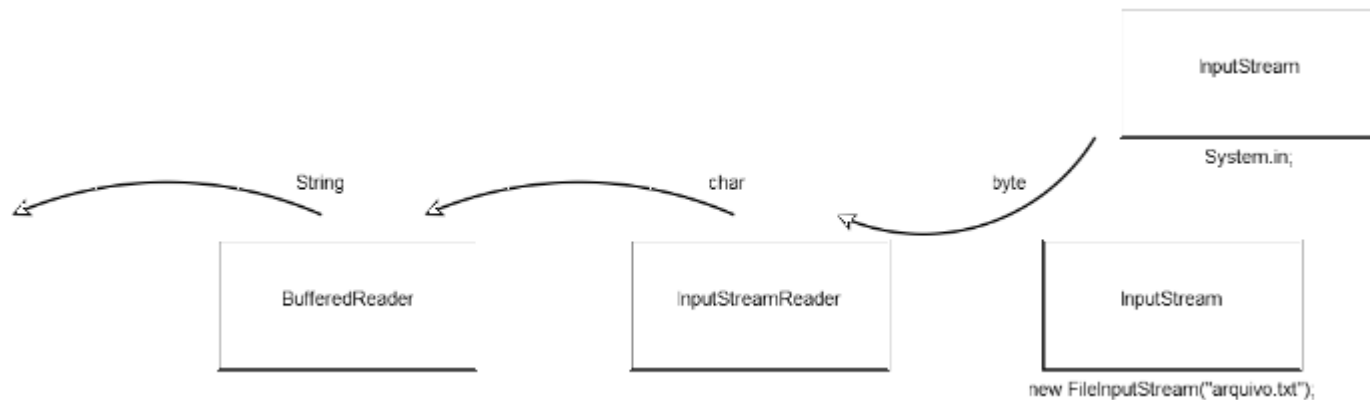 InputStream
System.in;
String
char
byte
BufferedReader
InputStreamReader
InputStream
new FileInputStream("arquivo.txt");